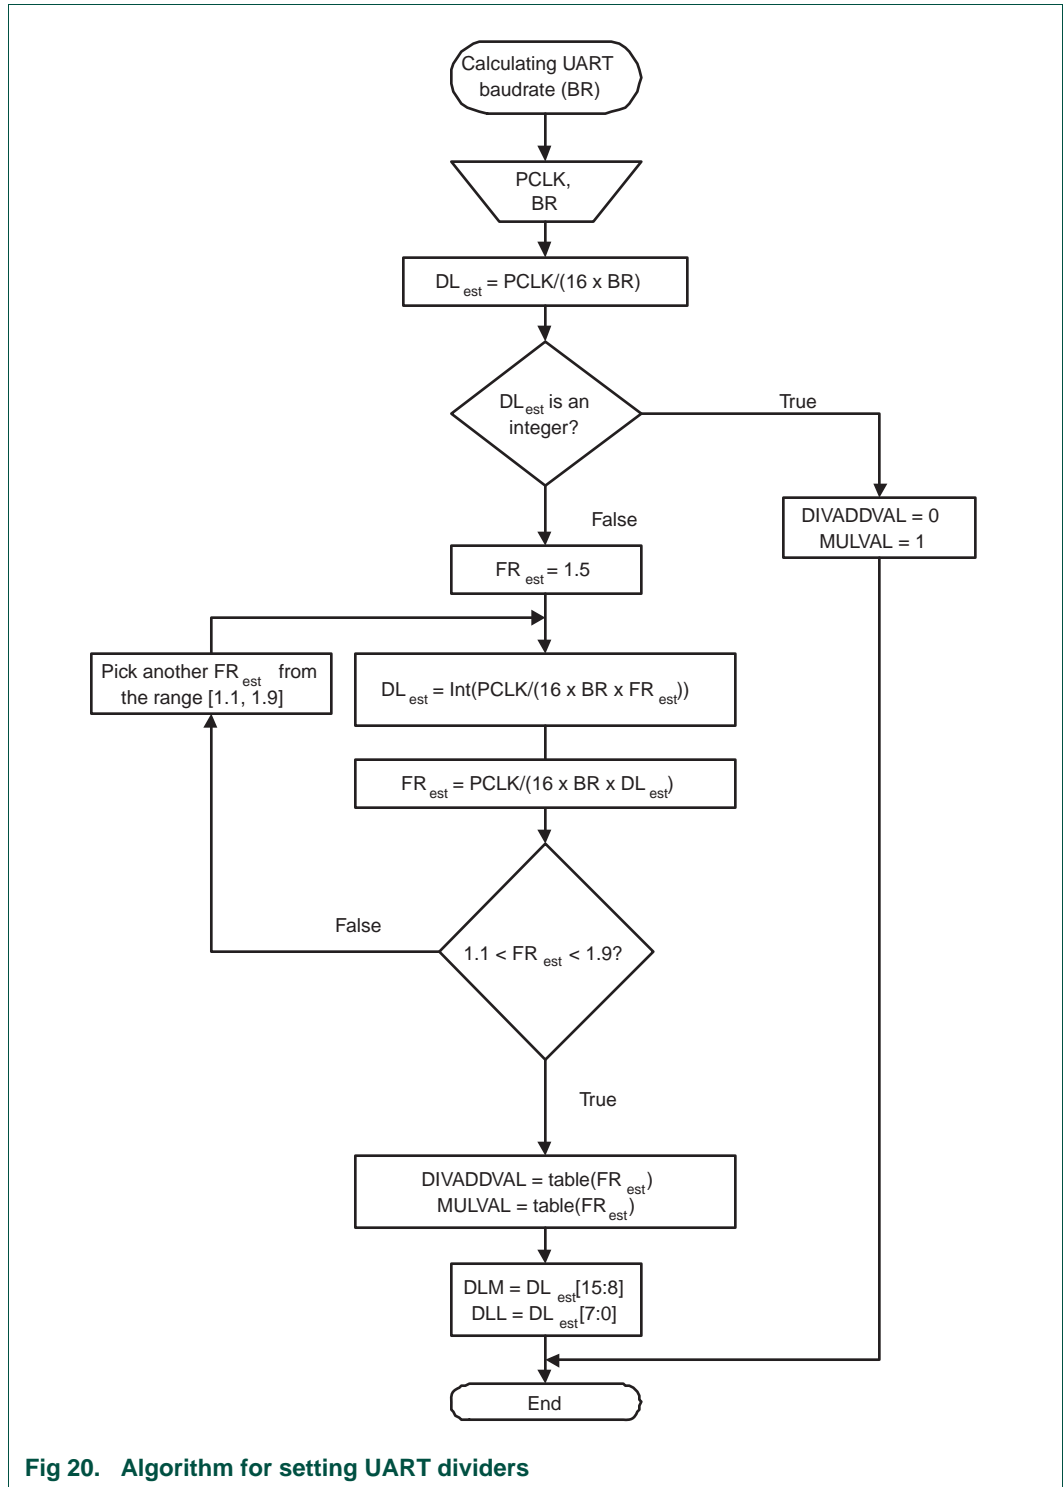 Calculating UART
baudrate (BR)
PCLK,
BR
DL est = PCLK/(16 x BR)
DL est is an
integer?
True
False
DIVADDVAL = 0
MULVAL = 1
FR est = 1.5
Pick another FR est from
the range [1.1, 1.9]
DL est = Int(PCLK/(16 x BR x FR est))
FR est = PCLK/(16 x BR x DL est)
False
1.1 < FR est < 1.9?
True
DIVADDVAL = table(FR est)
MULVAL = table(FR est)
DLM = DL est [15:8]
DLL = DL est [7:0]
End
Fig 20. Algorithm for setting UART dividers